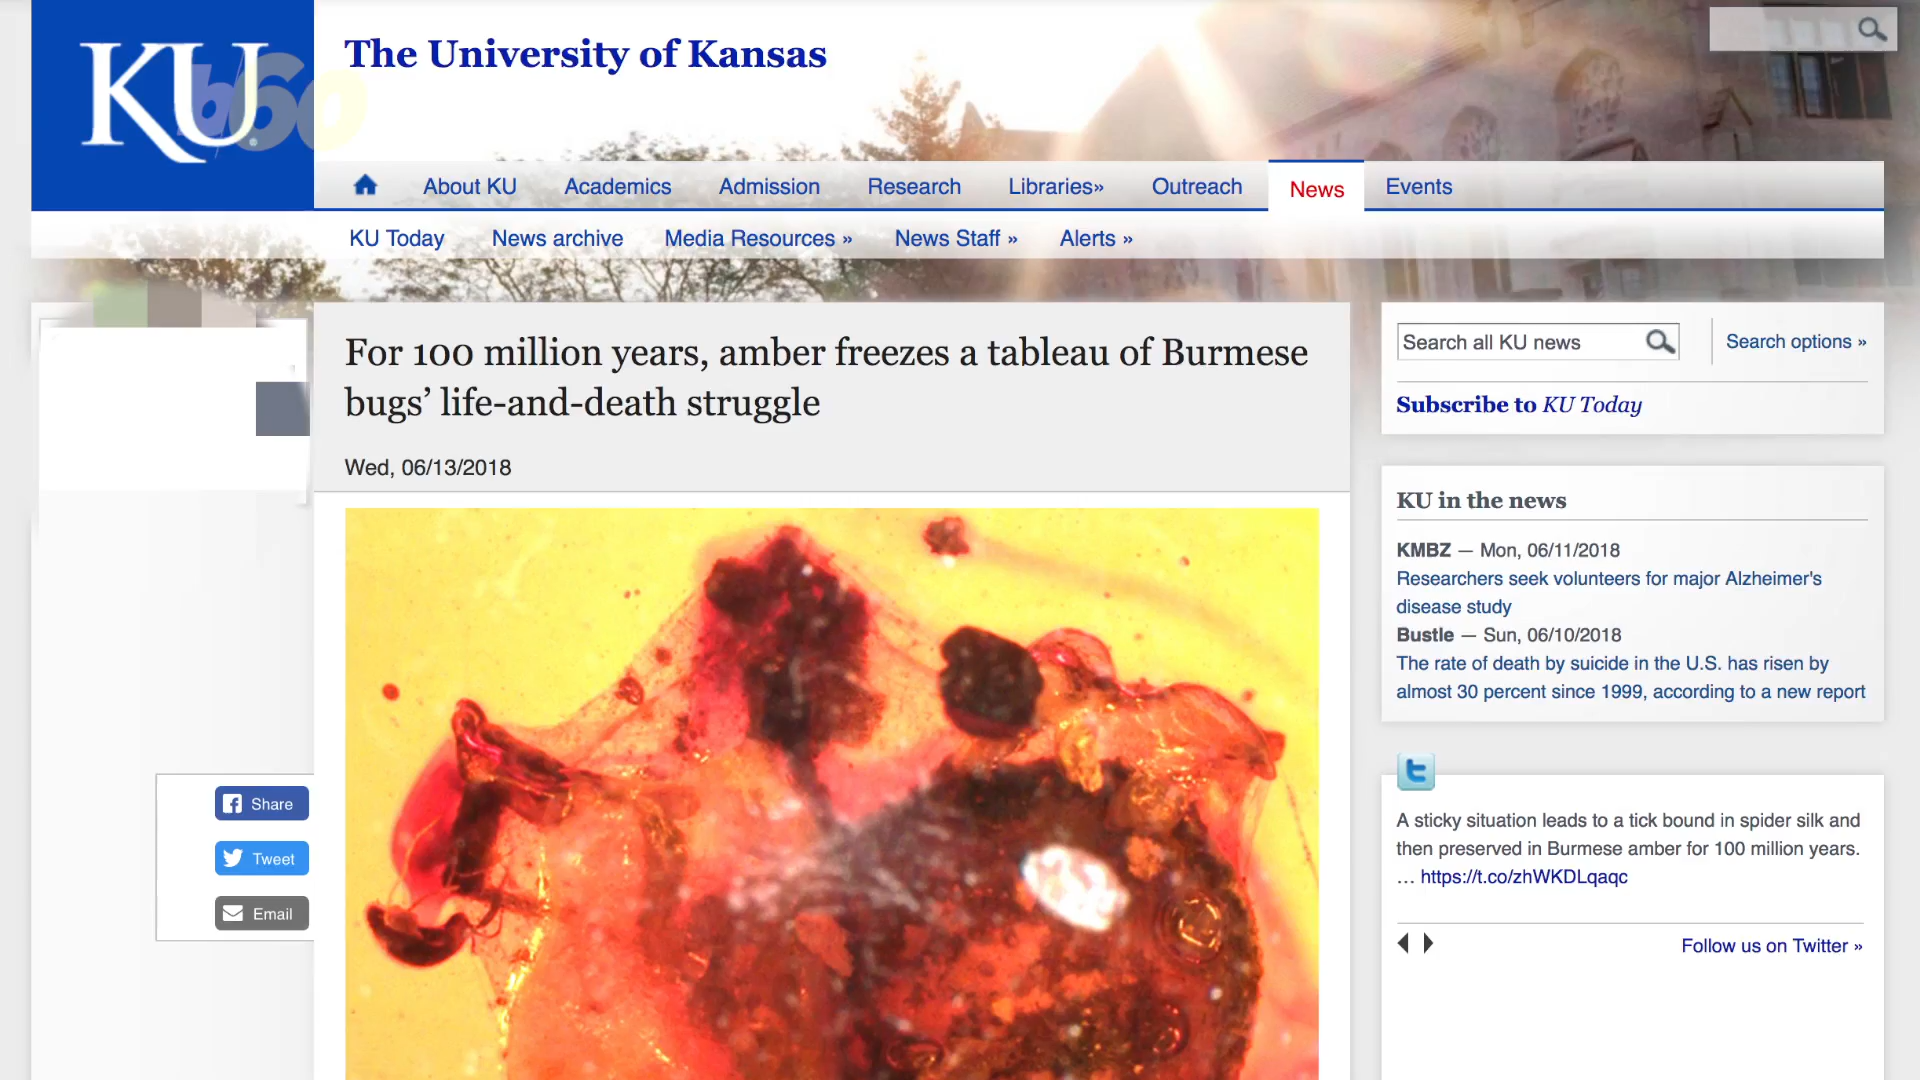 KU
b60
The University of Kansas
About KU Academics Admission Research Libraries» Outreach News Events
KU Today News archive Media Resources » News Staff » Alerts »
For 100 million years, amber freezes a tableau of Burmese
bugs’ life-and-death struggle
Wed, 06/13/2018
Share
Tweet
Email
Search all KU news Search options »
Subscribe to KU Today
KU in the news
KMBZ — Mon, 06/11/2018
Researchers seek volunteers for major Alzheimer's
disease study
Bustle — Sun, 06/10/2018
The rate of death by suicide in the U.S. has risen by
almost 30 percent since 1999, according to a new report
A sticky situation leads to a tick bound in spider silk and
then preserved in Burmese amber for 100 million years.
… https://t.co/zhWKDLqaqc
Follow us on Twitter »